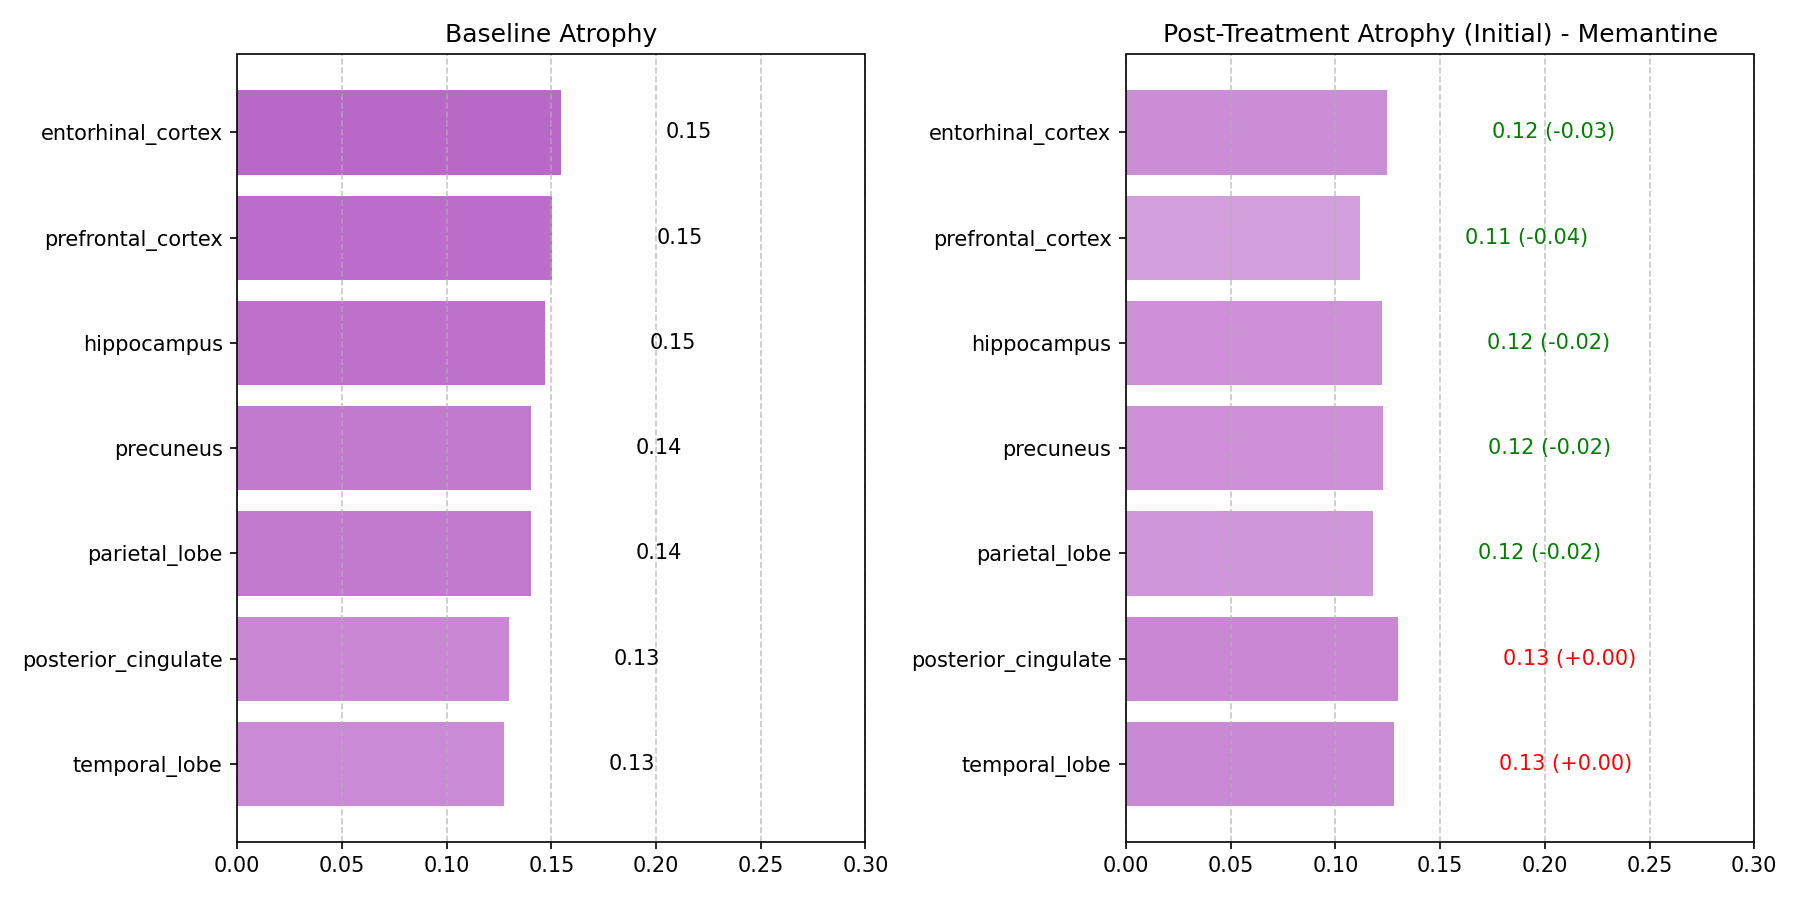 Baseline Atrophy
entorhinal_cortex
0.15
prefrontal_cortex
0.15
hippocampus
0.15
precuneus
0.14
parietal_lobe
0.14
posterior_cingulate
0.13
temporal_lobe
0.13
0.00 0.05 0.10 0.15 0.20 0.25 0.30
Post-Treatment Atrophy (Initial) - Memantine
entorhinal_cortex
0.12 (-0.03)
prefrontal_cortex
0.11 (-0.04)
hippocampus
0.12 (-0.02)
precuneus
0.12 (-0.02)
parietal_lobe
0.12 (-0.02)
posterior_cingulate
0.13 (+0.00)
temporal_lobe
0.13 (+0.00)
0.00 0.05 0.10 0.15 0.20 0.25 0.30